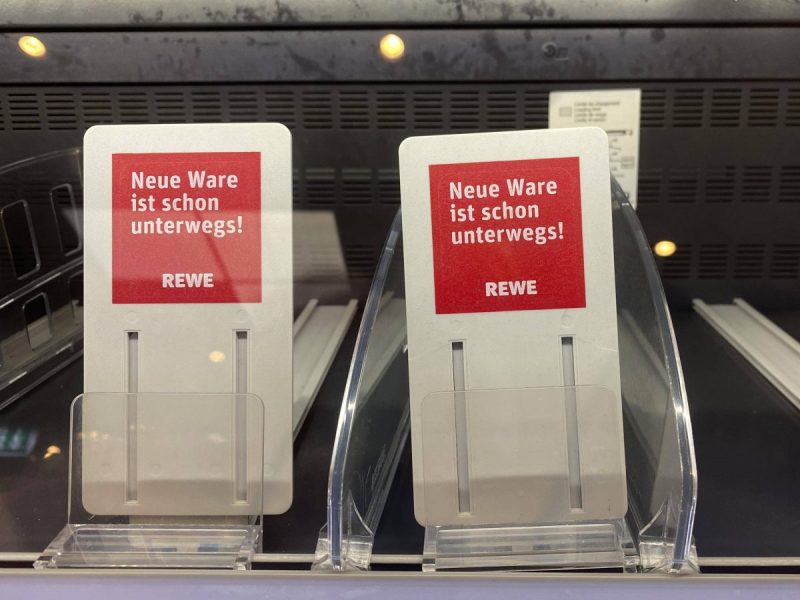 Neue Ware
ist schon
unterwegs!
REWE
Neue Ware
ist schon
unterwegs!
REWE